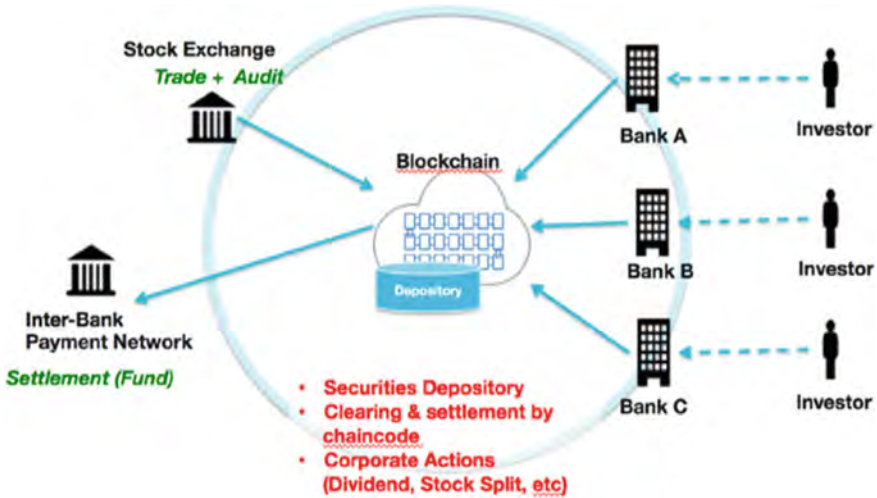 Stock Exchange
Trade + Audit
Bank A
Investor
Blockchain
Depository
Bank B
Investor
Inter-Bank
Payment Network
Settlement (Fund)
Bank C
Investor
• Securities Depository
• Clearing & settlement by
chaincode
• Corporate Actions
(Dividend, Stock Split, etc)